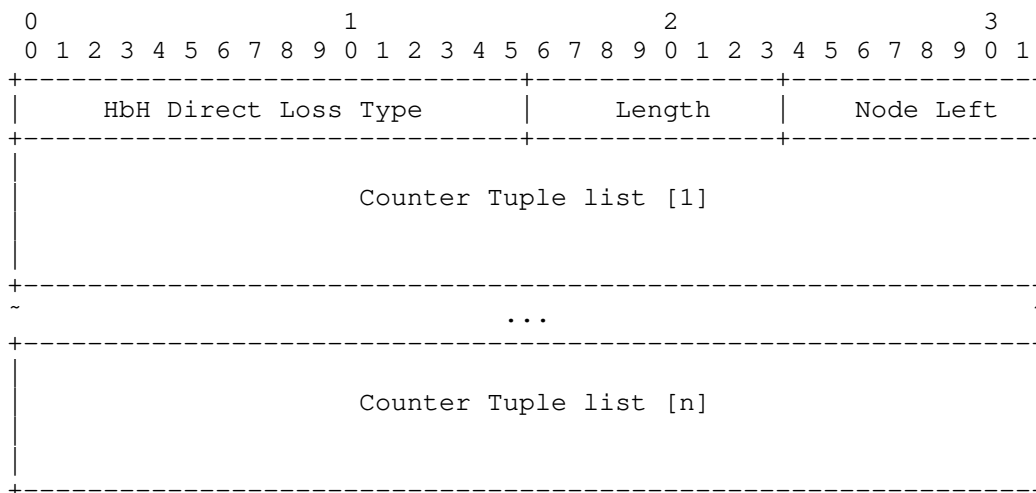 0                   1                   2                   3
0 1 2 3 4 5 6 7 8 9 0 1 2 3 4 5 6 7 8 9 0 1 2 3 4 5 6 7 8 9 0 1
HbH Direct Loss Type | Length | Node Left
Counter Tuple list [1]
~ ...
Counter Tuple list [n]